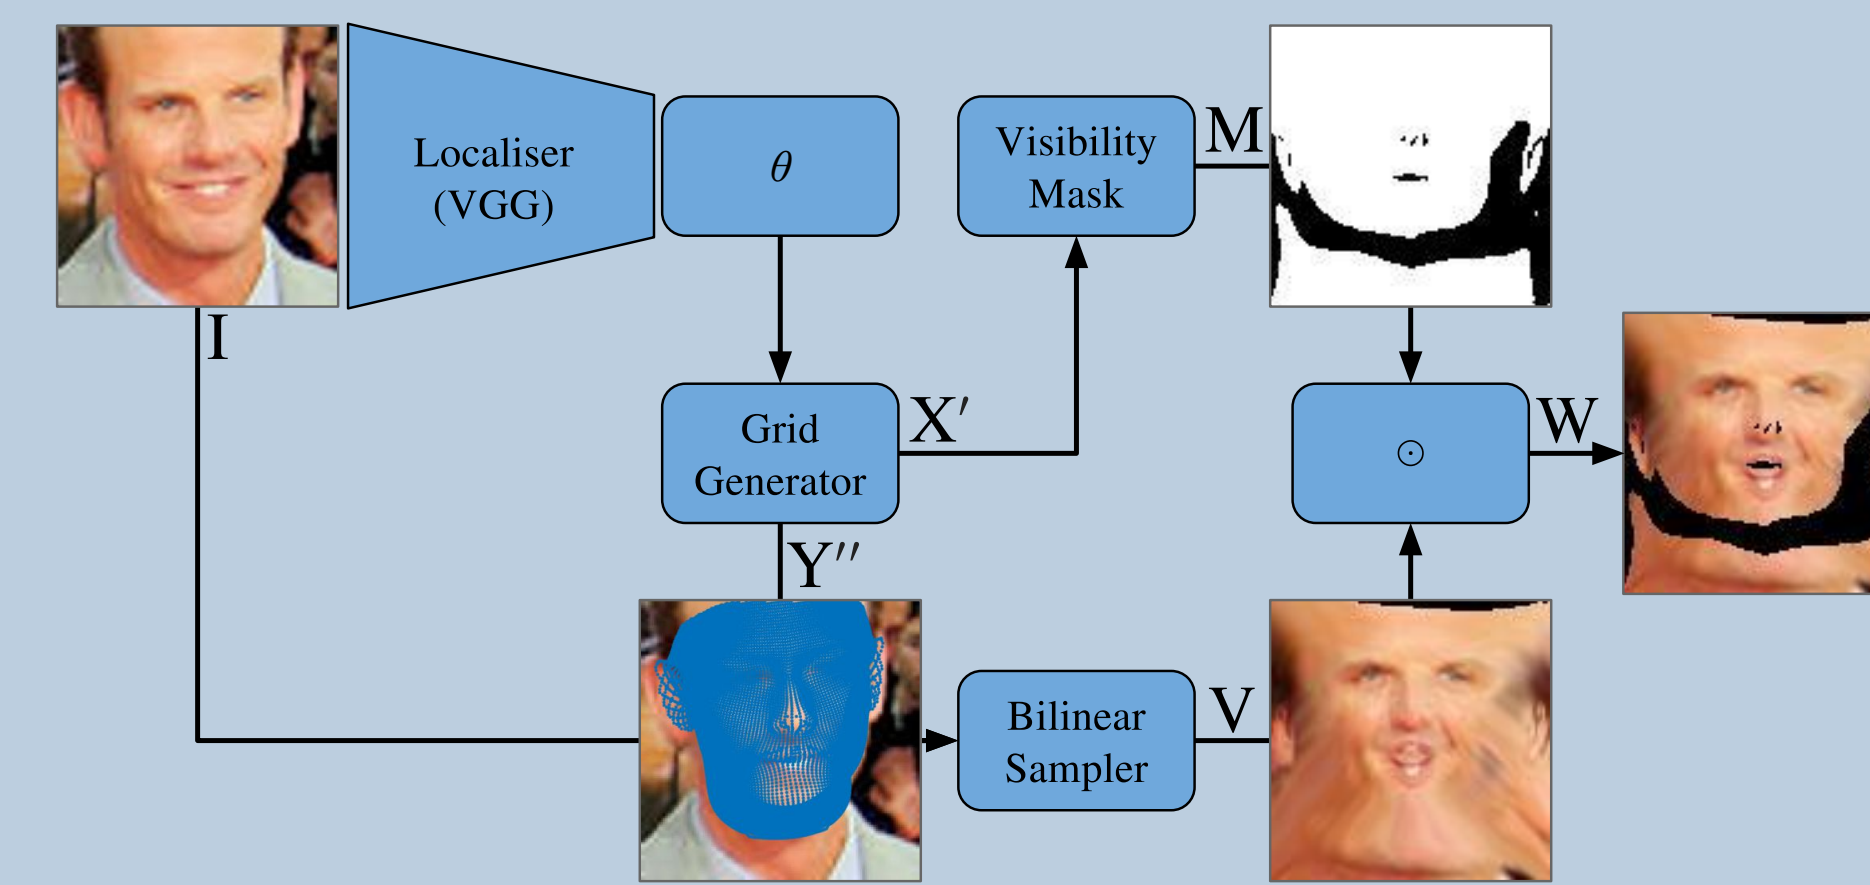 Localiser
(VGG)
θ
Visibility
Mask
M
I
Grid
Generator
X′
⊙
W
Y″
Bilinear
Sampler
V